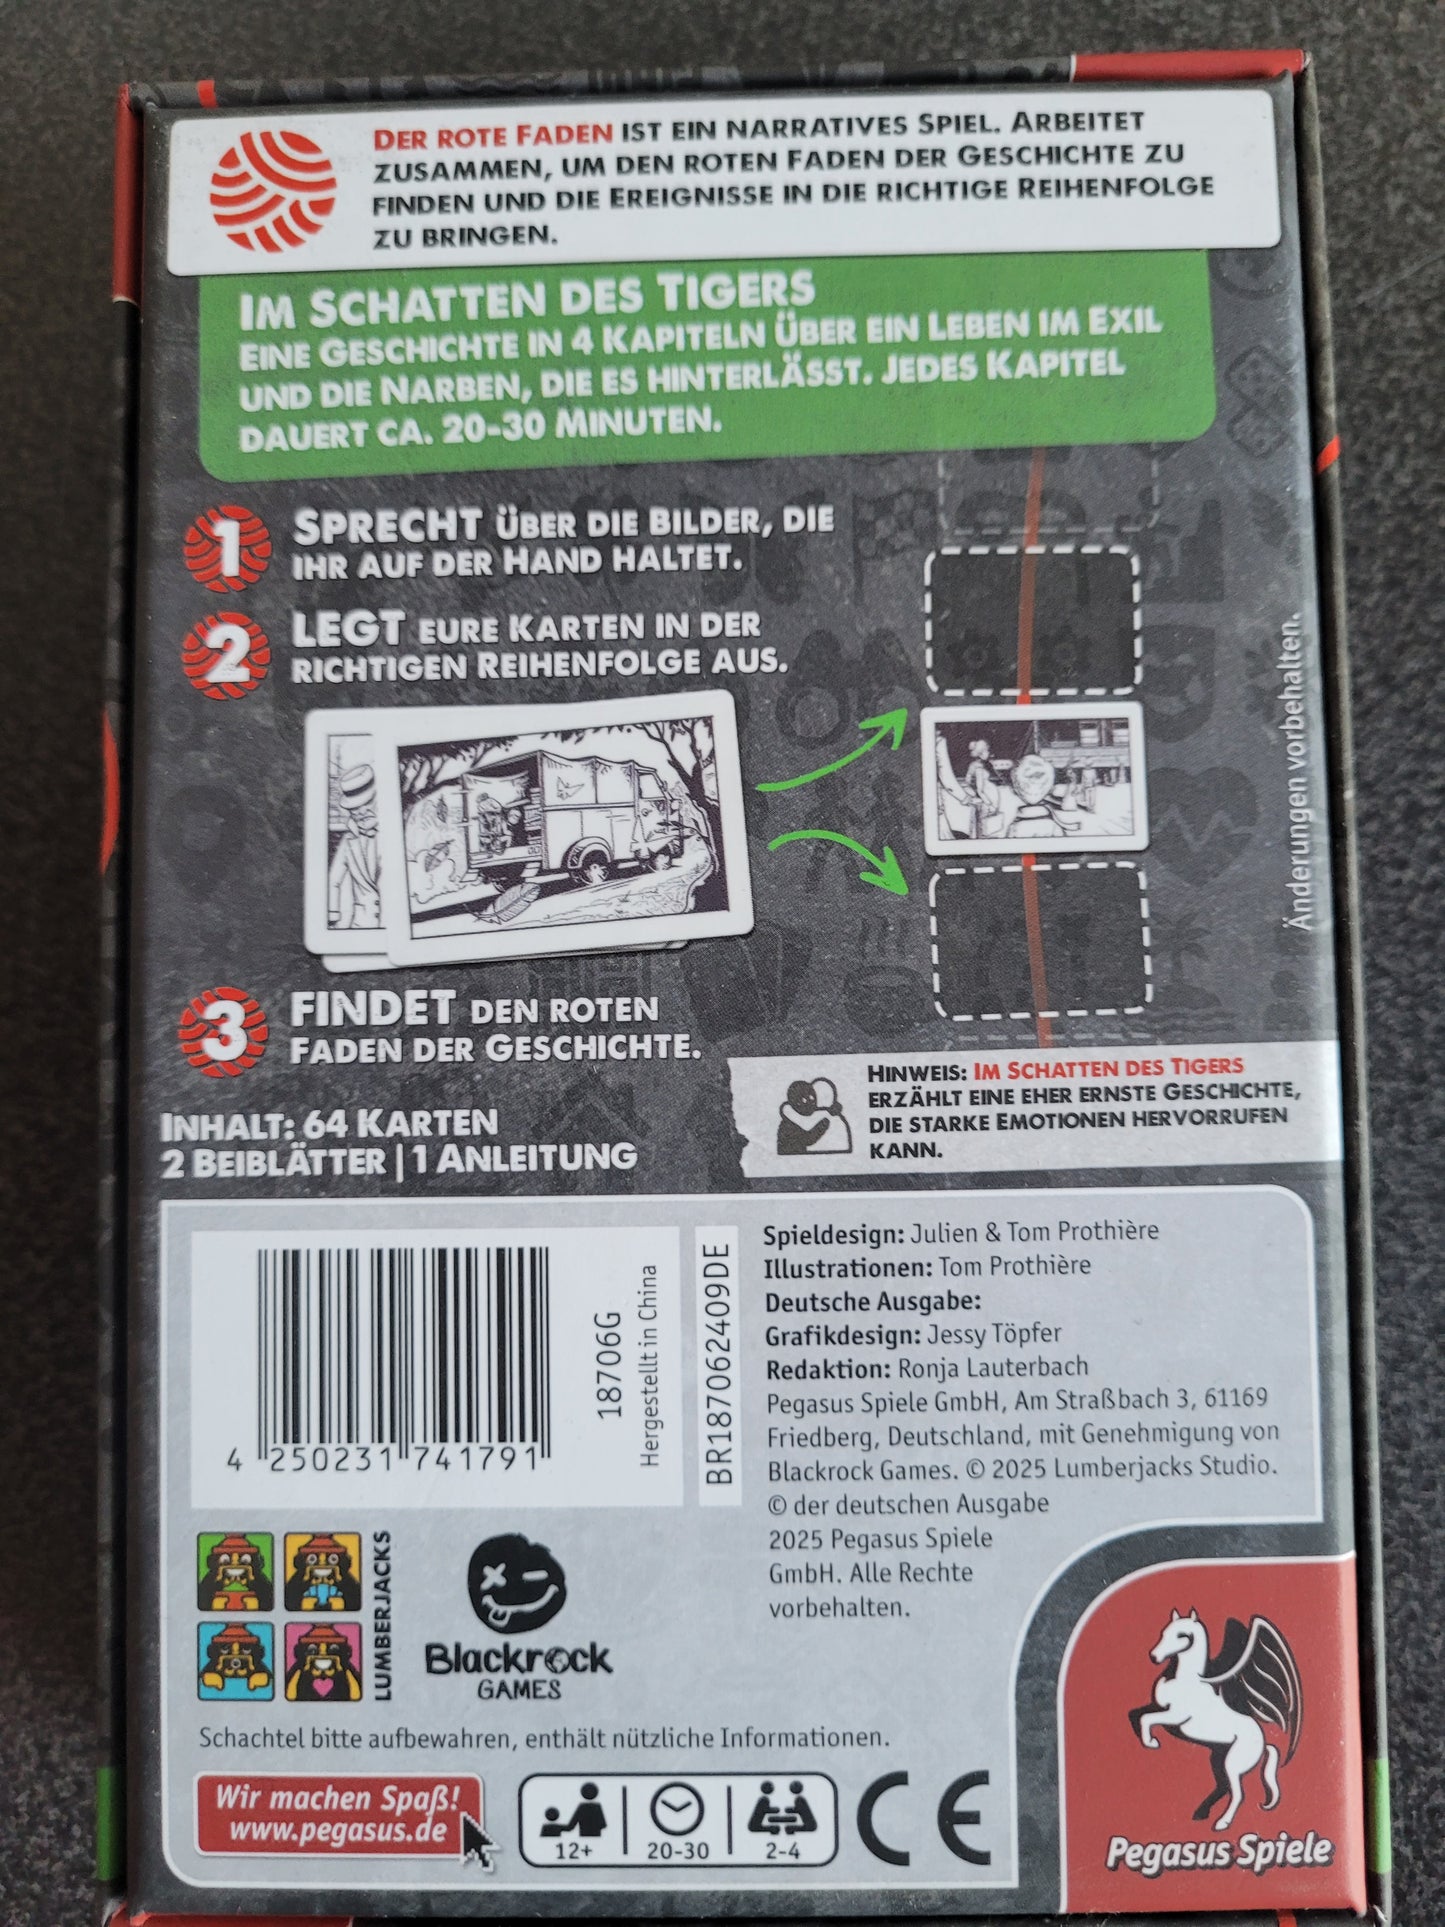 DER ROTE FADEN IST EIN NARRATIVES SPIEL. ARBEITET
ZUSAMMEN, UM DEN ROTEN FADEN DER GESCHICHTE ZU
FINDEN UND DIE EREIGNISSE IN DIE RICHTIGE REIHENFOLGE
ZU BRINGEN.
IM SCHATTEN DES TIGERS
EINE GESCHICHTE IN 4 KAPITELN ÜBER EIN LEBEN IM EXIL
UND DIE NARBEN, DIE ES HINTERLÄSST. JEDES KAPITEL
DAUERT CA. 20-30 MINUTEN.
1 SPRECHT ÜBER DIE BILDER, DIE
IHR AUF DER HAND HALTET.
2 LEGT EURE KARTEN IN DER
RICHTIGEN REIHENFOLGE AUS.
Änderungen vorbehalten.
3 FINDET DEN ROTEN
FADEN DER GESCHICHTE.
HINWEIS: IM SCHATTEN DES TIGERS
ERZÄHLT EINE EHER ERNSTE GESCHICHTE,
DIE STARKE EMOTIONEN HERVORRUFEN
KANN.
INHALT: 64 KARTEN
2 BEIBLÄTTER | 1 ANLEITUNG
4 250231 741791
18706G
Hergestellt in China
BR187062409DE
Spieldesign: Julien & Tom Prothière
Illustrationen: Tom Prothière
Deutsche Ausgabe:
Grafikdesign: Jessy Töpfer
Redaktion: Ronja Lauterbach
Pegasus Spiele GmbH, Am Straßbach 3, 61169
Friedberg, Deutschland, mit Genehmigung von
Blackrock Games. © 2025 Lumberjacks Studio.
© der deutschen Ausgabe
2025 Pegasus Spiele
GmbH. Alle Rechte
vorbehalten.
LUMBERJACKS
Blackrock
GAMES
Schachtel bitte aufbewahren, enthält nützliche Informationen.
Wir machen Spaß!
www.pegasus.de
12+ 20-30 2-4
CE
Pegasus Spiele